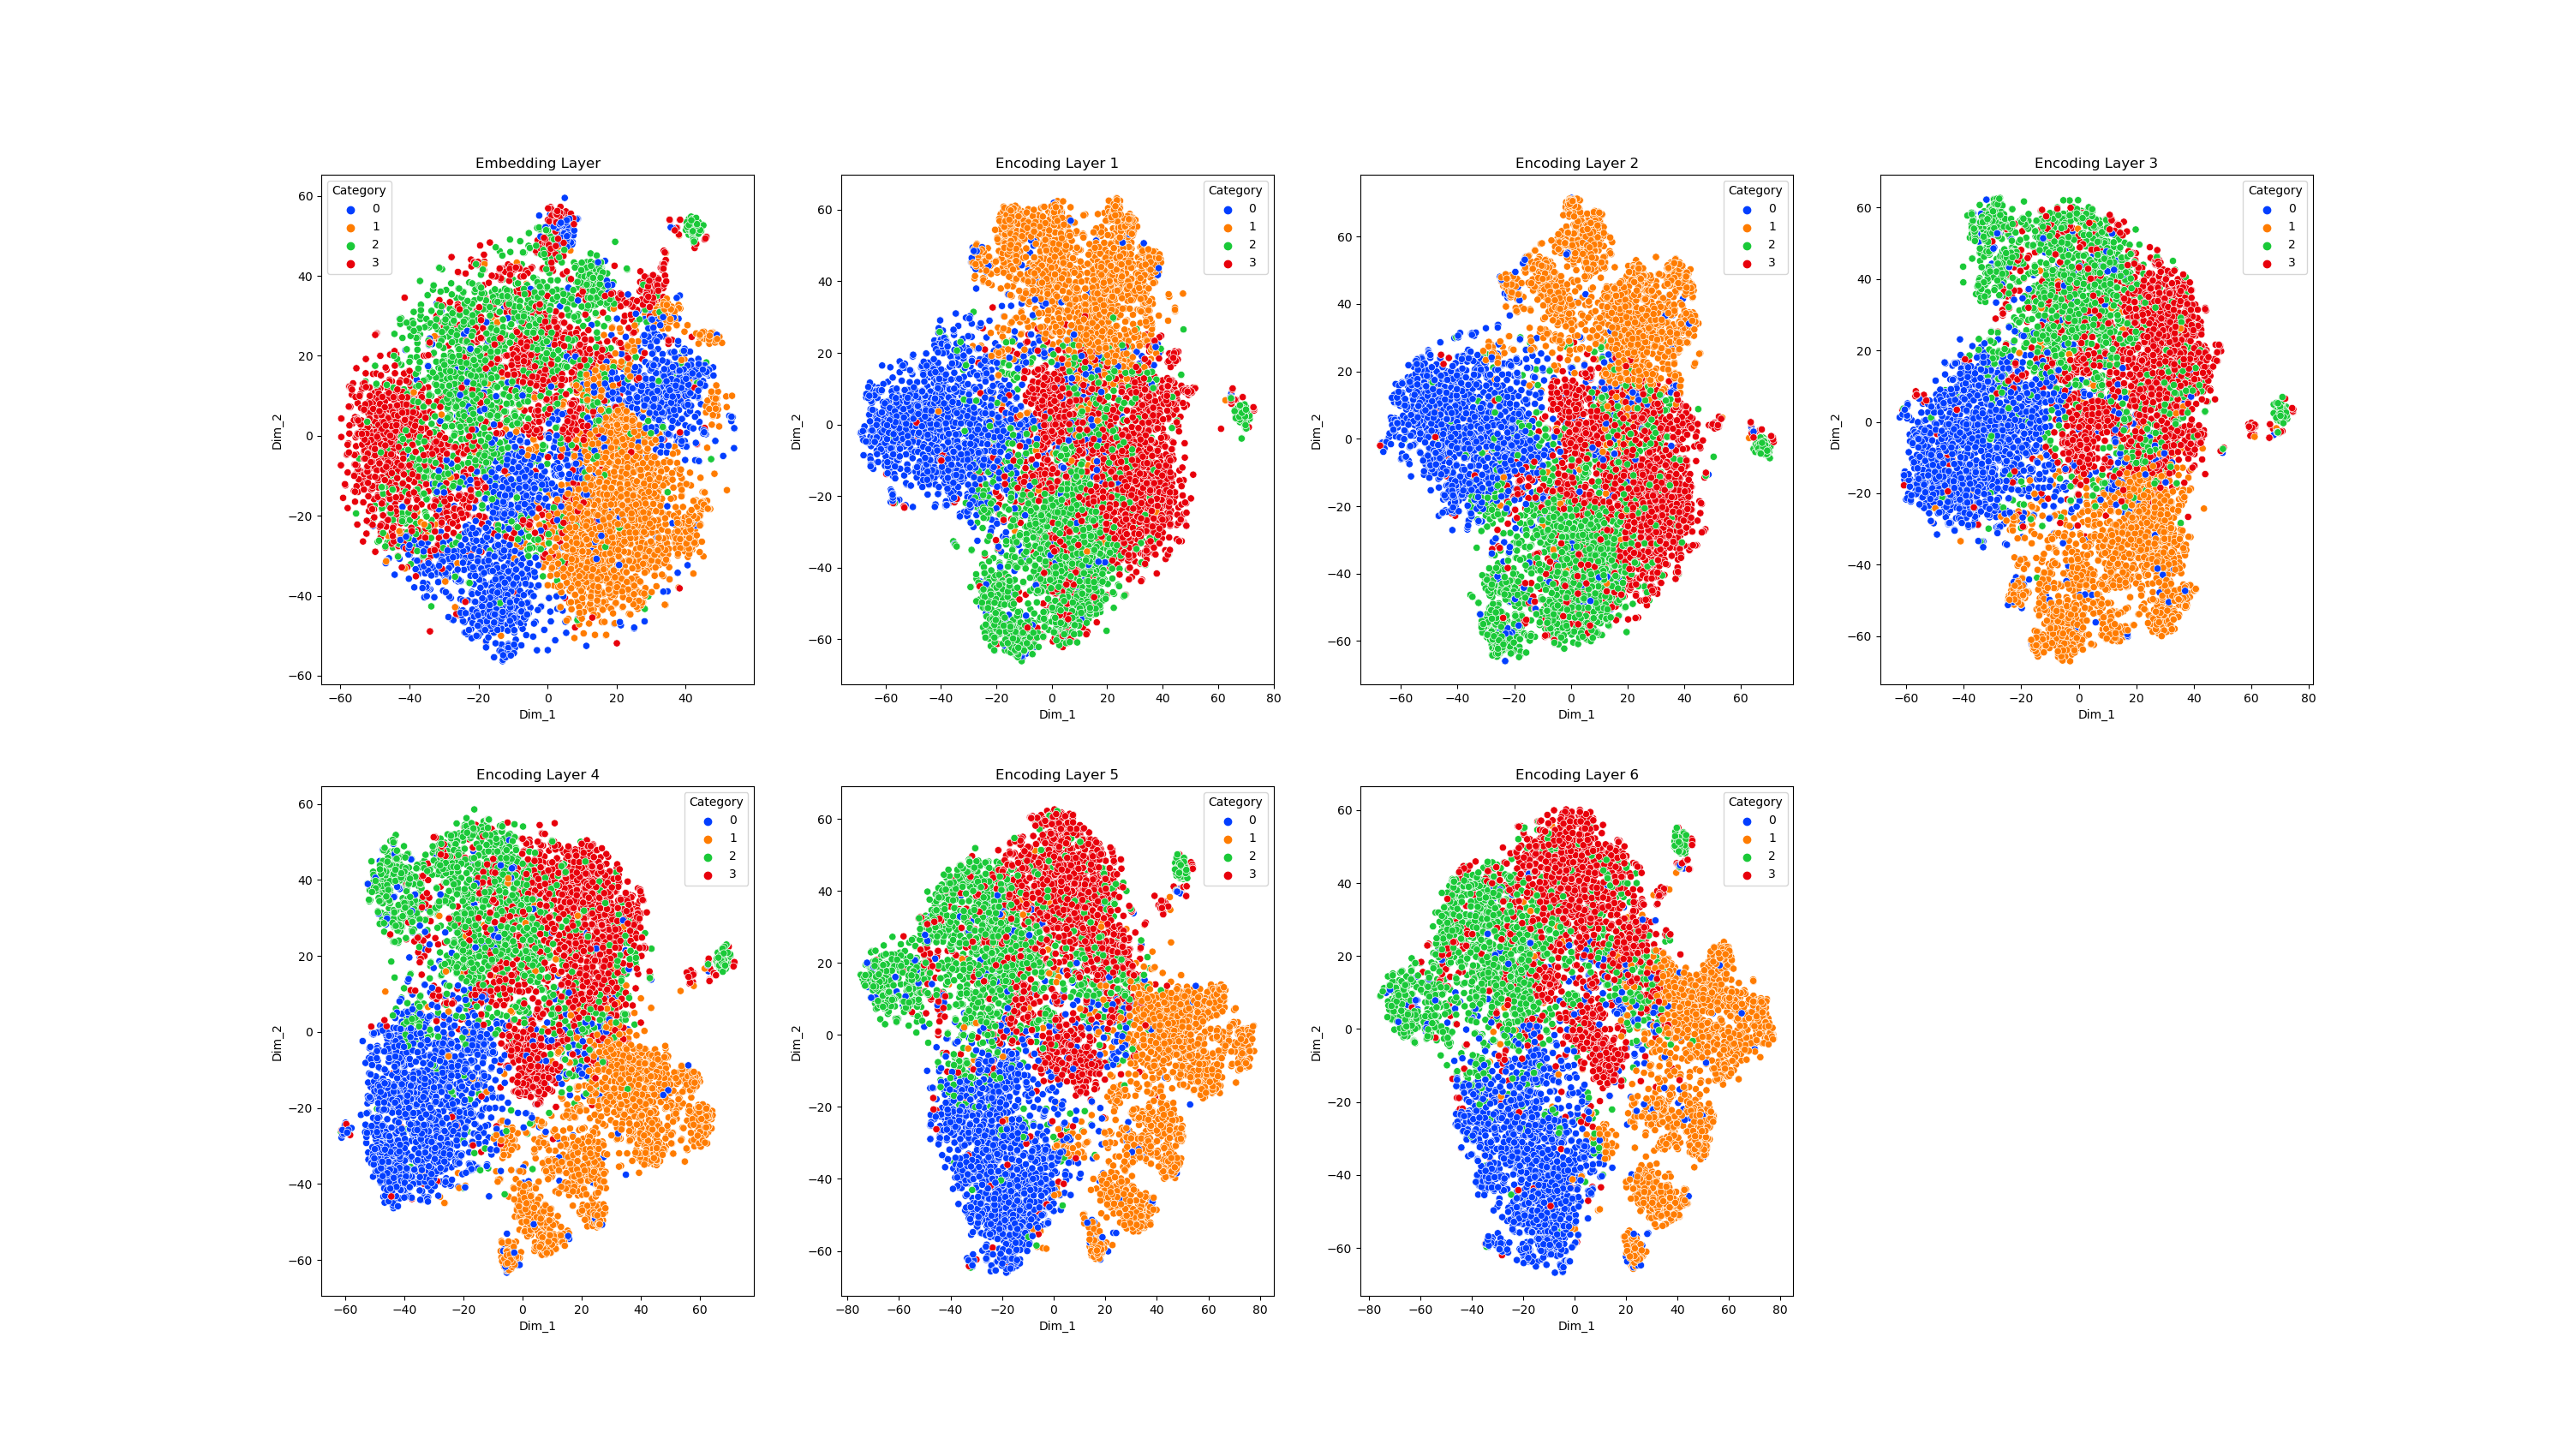 Embedding Layer
Category
0
1
2
3
60
40
20
0
−20
−40
−60
Dim_2
−60 −40 −20 0 20 40
Dim_1
Encoding Layer 1
Category
0
1
2
3
60
40
20
0
−20
−40
−60
Dim_2
−60 −40 −20 0 20 40 60 80
Dim_1
Encoding Layer 2
Category
0
1
2
3
60
40
20
0
−20
−40
−60
Dim_2
−60 −40 −20 0 20 40 60
Dim_1
Encoding Layer 3
Category
0
1
2
3
60
40
20
0
−20
−40
−60
Dim_2
−60 −40 −20 0 20 40 60 80
Dim_1
Encoding Layer 4
Category
0
1
2
3
60
40
20
0
−20
−40
−60
Dim_2
−60 −40 −20 0 20 40 60
Dim_1
Encoding Layer 5
Category
0
1
2
3
60
40
20
0
−20
−40
−60
Dim_2
−80 −60 −40 −20 0 20 40 60 80
Dim_1
Encoding Layer 6
Category
0
1
2
3
60
40
20
0
−20
−40
−60
Dim_2
−80 −60 −40 −20 0 20 40 60 80
Dim_1